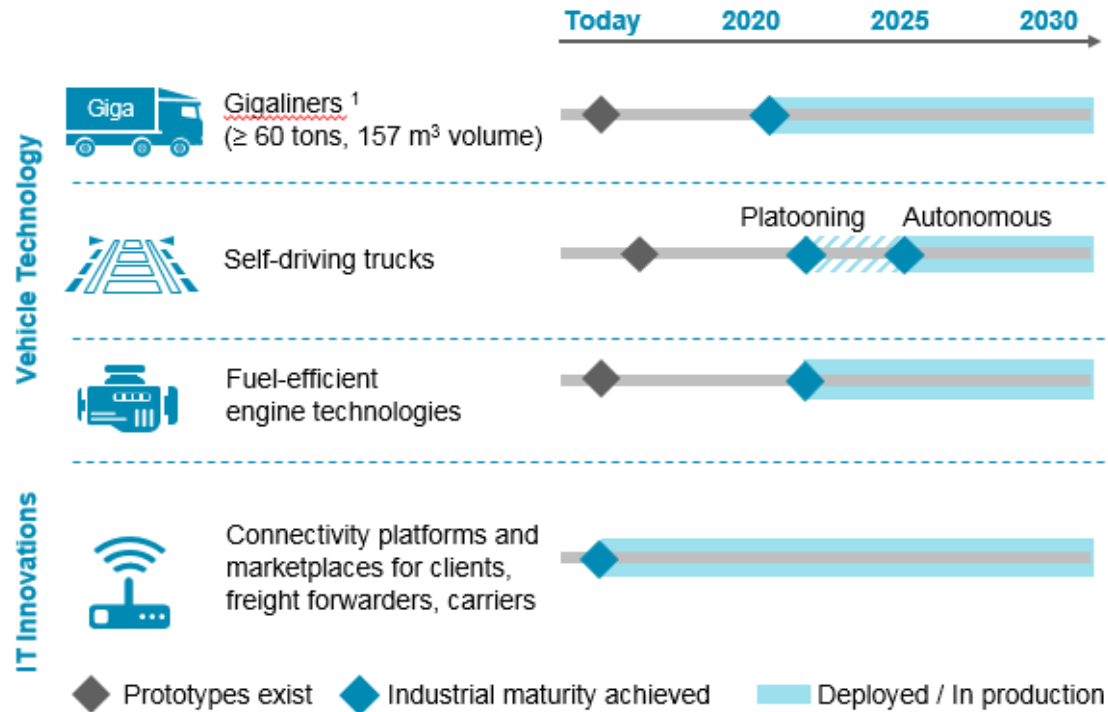 Today 2020 2025 2030
Vehicle Technology
Giga
Gigaliners ¹
(≥ 60 tons, 157 m³ volume)
Platooning Autonomous
Self-driving trucks
Fuel-efficient
engine technologies
IT Innovations
Connectivity platforms and
marketplaces for clients,
freight forwarders, carriers
Prototypes exist Industrial maturity achieved Deployed / In production